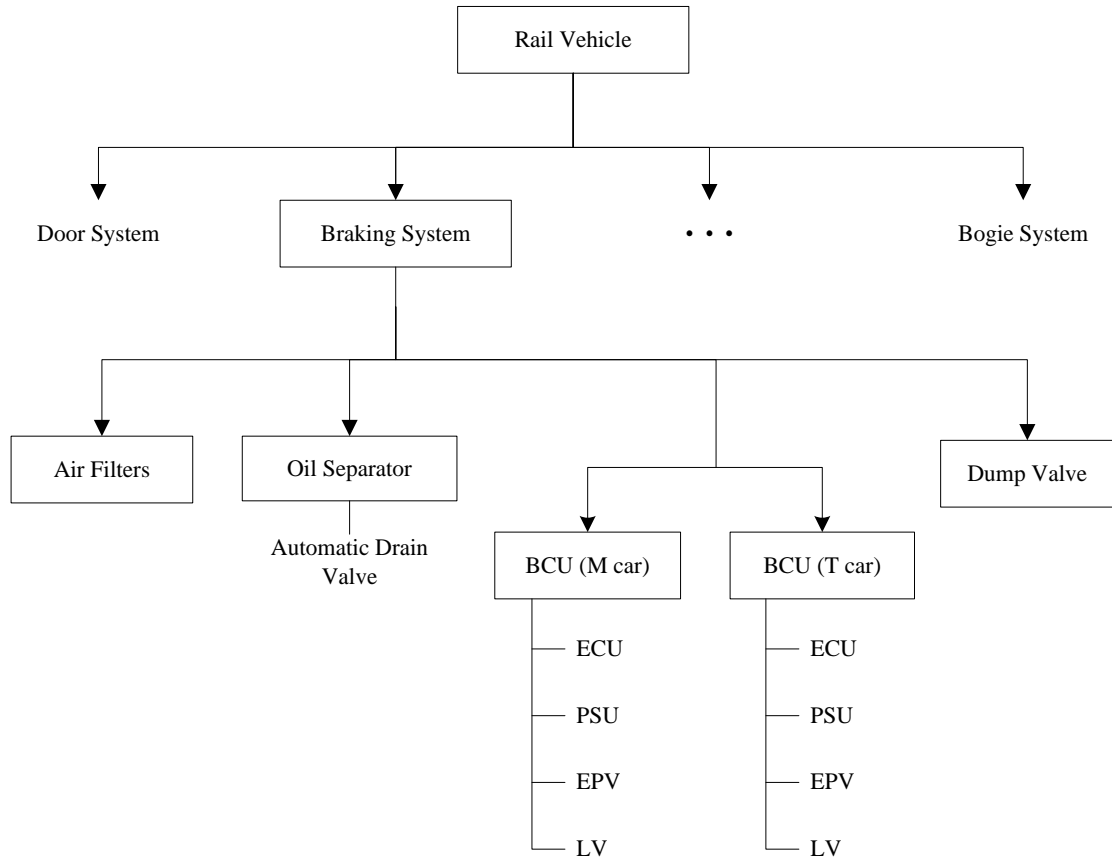 Rail Vehicle
Door System
Braking System
. . .
Bogie System
Air Filters
Oil Separator
Dump Valve
Automatic Drain
Valve
BCU (M car)
BCU (T car)
ECU
ECU
PSU
PSU
EPV
EPV
LV
LV